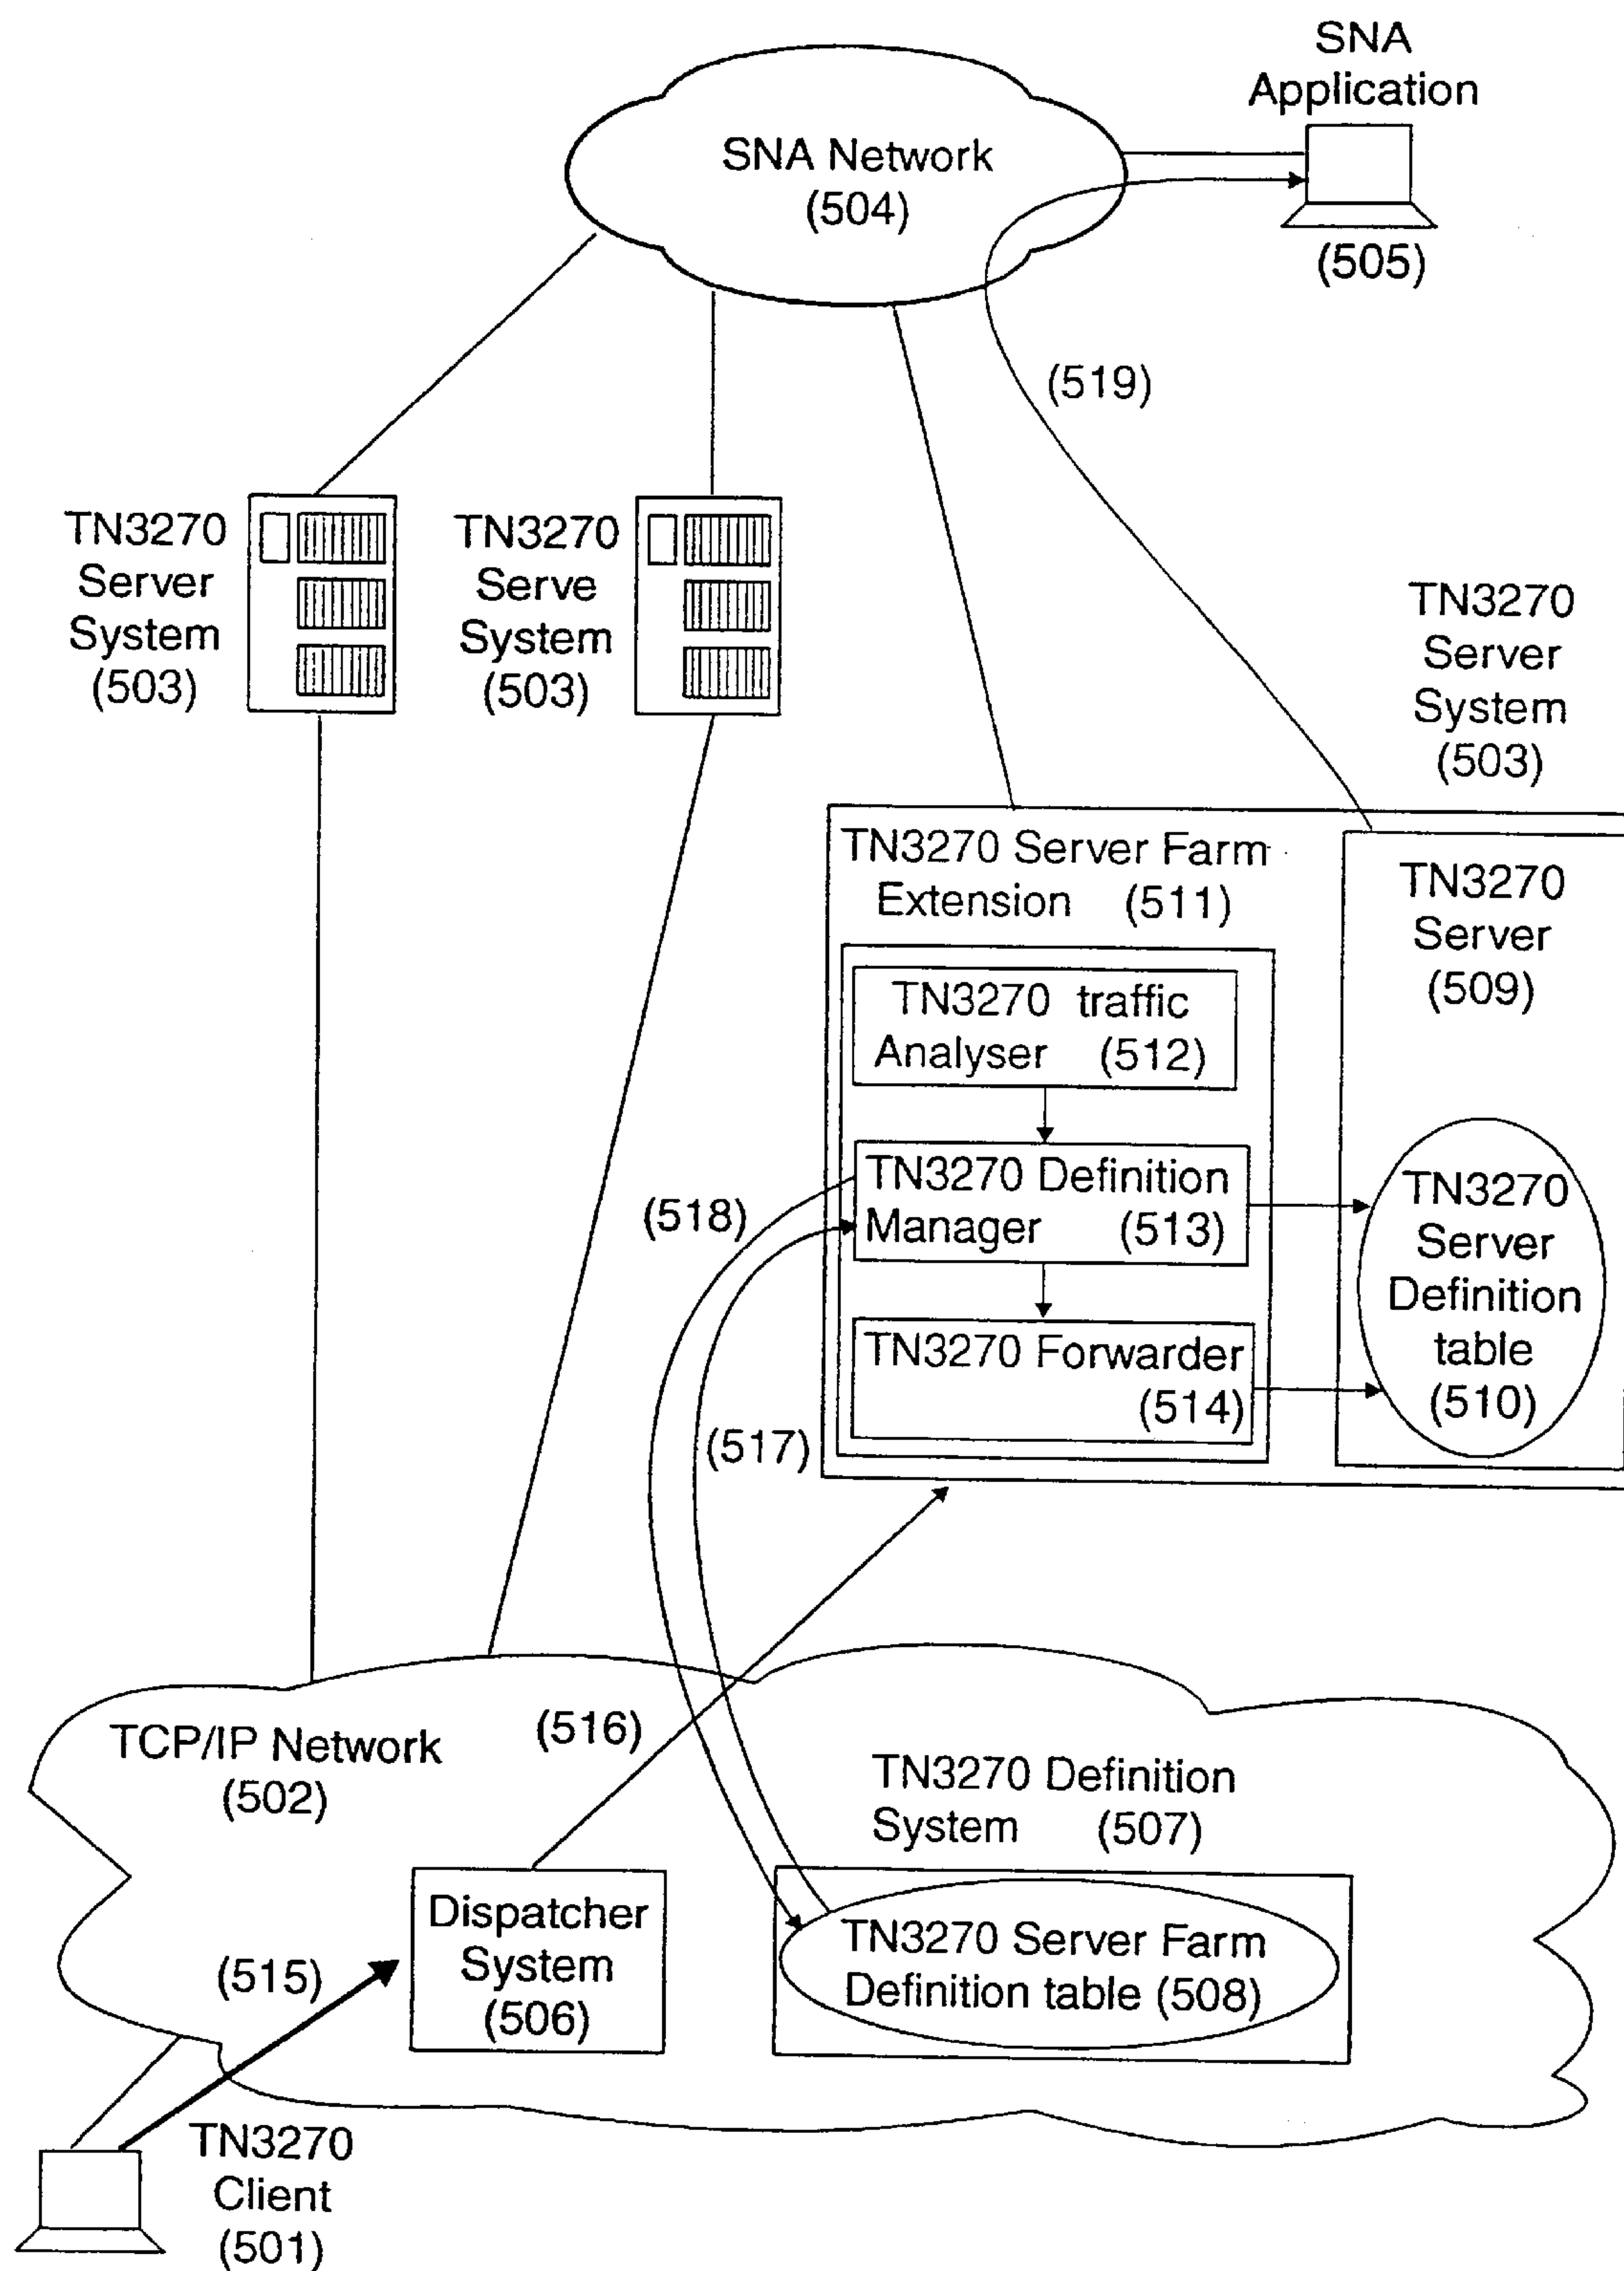 SNA
Application
SNA Network
(504)
(505)
(519)
TN3270
Server
System
(503)
TN3270
Serve
System
(503)
TN3270
Server
System
(503)
TN3270 Server Farm
Extension (511)
TN3270
Server
(509)
TN3270 traffic
Analyser (512)
TN3270 Definition
Manager (513)
TN3270 Forwarder
(514)
TN3270
Server
Definition
table
(510)
(518)
(517)
(516)
TCP/IP Network
(502)
TN3270 Definition
System (507)
Dispatcher
System
(506)
TN3270 Server Farm
Definition table (508)
(515)
TN3270
Client
(501)